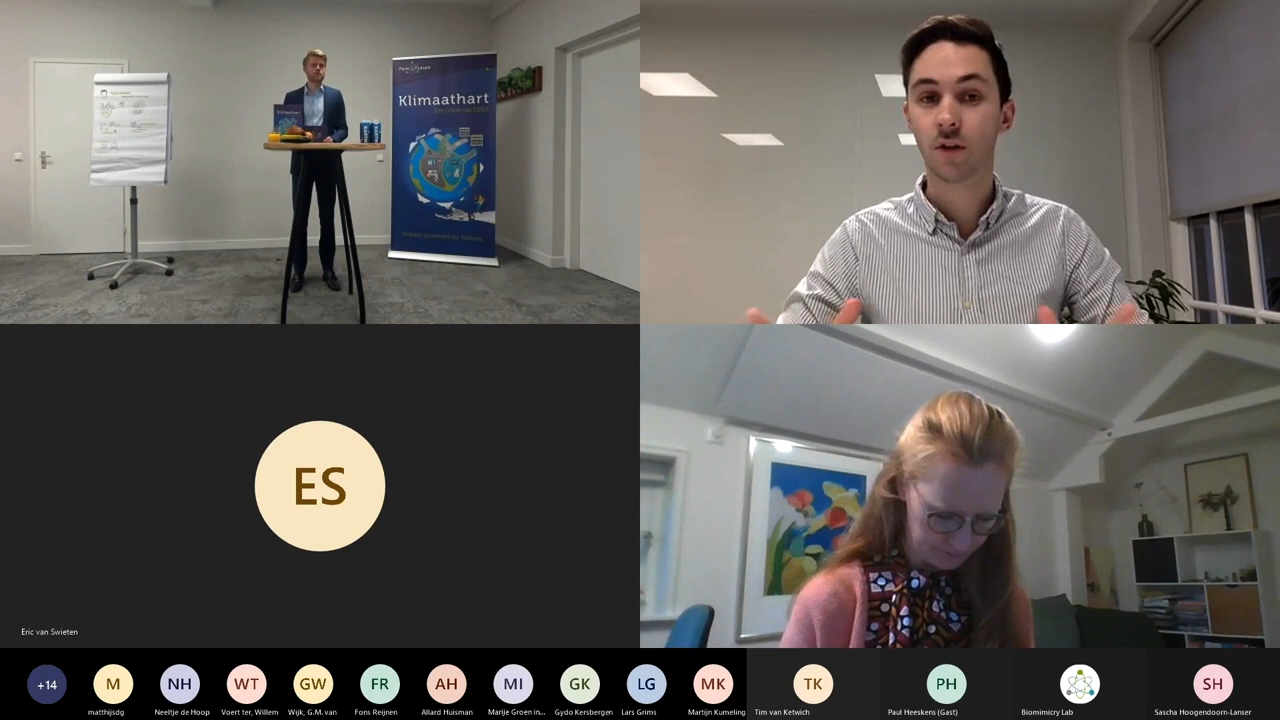 Klimaathart
Klimaathart
ES
Eric van Swieten
+14
M
NH
WT
GW
FR
AH
MI
GK
LG
MK
TK
PH
SH
matthijsdg
Neeltje de Hoop
Voert ter, Willem
Wijk, G.M. van
Fons Reijnen
Allard Huisman
Marije Groen in...
Gydo Kersbergen
Lars Grims
Martijn Kumeling
Tim van Ketwich
Paul Heeskens (Gast)
Biomimicry Lab
Sascha Hoogendoorn-Lanser